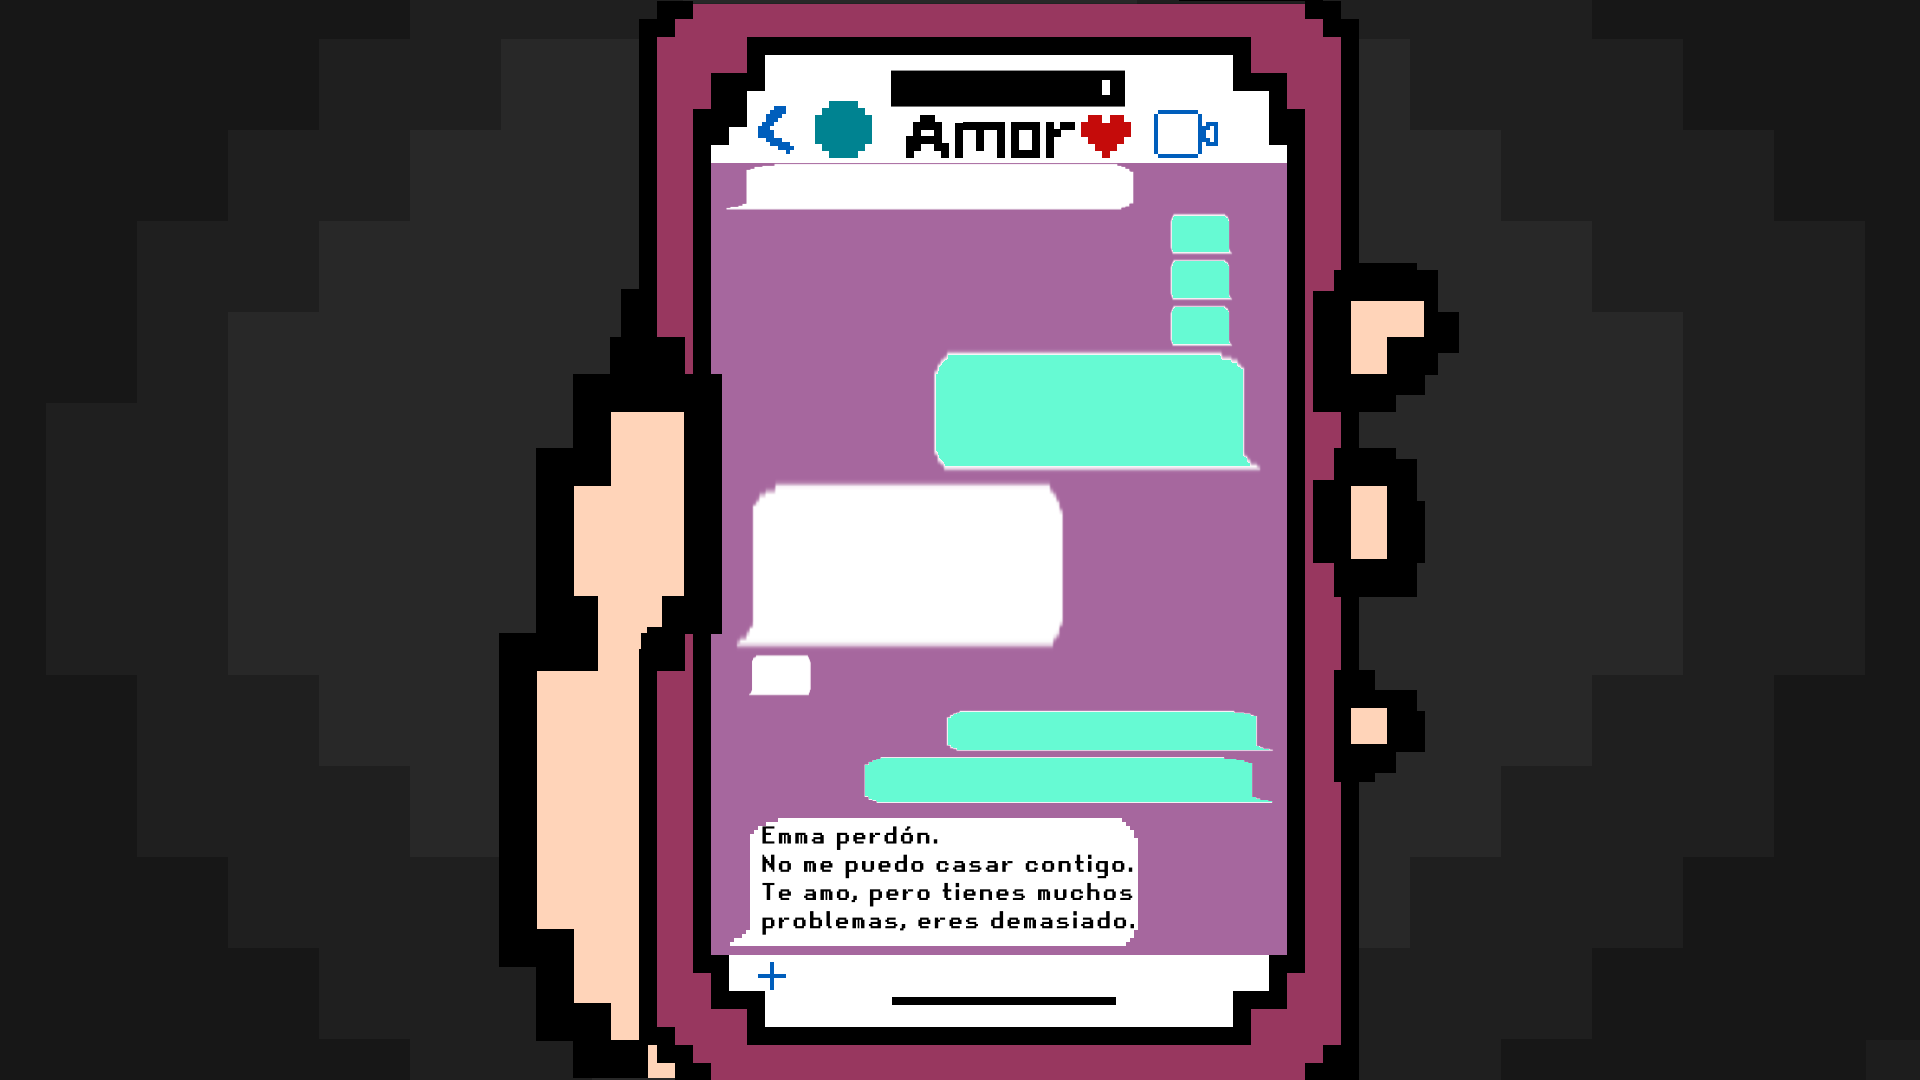 Amor
Emma perdón.
No me puedo casar contigo.
Te amo, pero tienes muchos
problemas, eres demasiado.